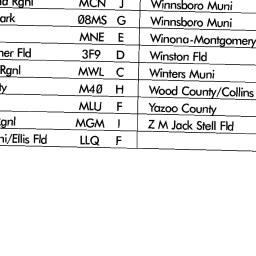 Rgnl MCN J Winnsboro Muni
ark 08MS G Winnsboro Muni
MNE E Winona-Montgomery
ner Fld 3F9 D Winston Fld
Rgnl MWL C Winters Muni
ty M40 H Wood County/Collins
MLU F Yazoo County
gnl MGM I Z M Jack Stell Fld
ni/Ellis Fld LLQ F